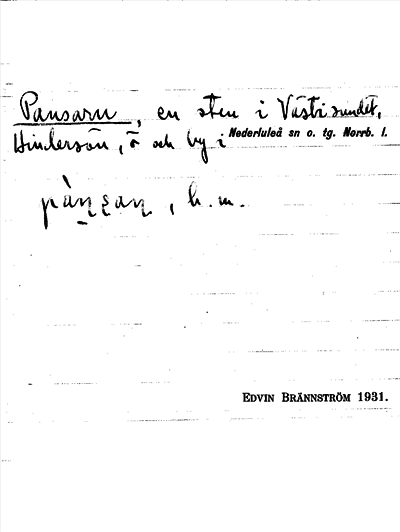 Pansarn, en sten i Västisundet,
Hindersön, ö och by i Nederluleå sn o. tg. Norrb. l.
pànsan, h.m.
EDVIN BRÄNNSTRÖM 1931.